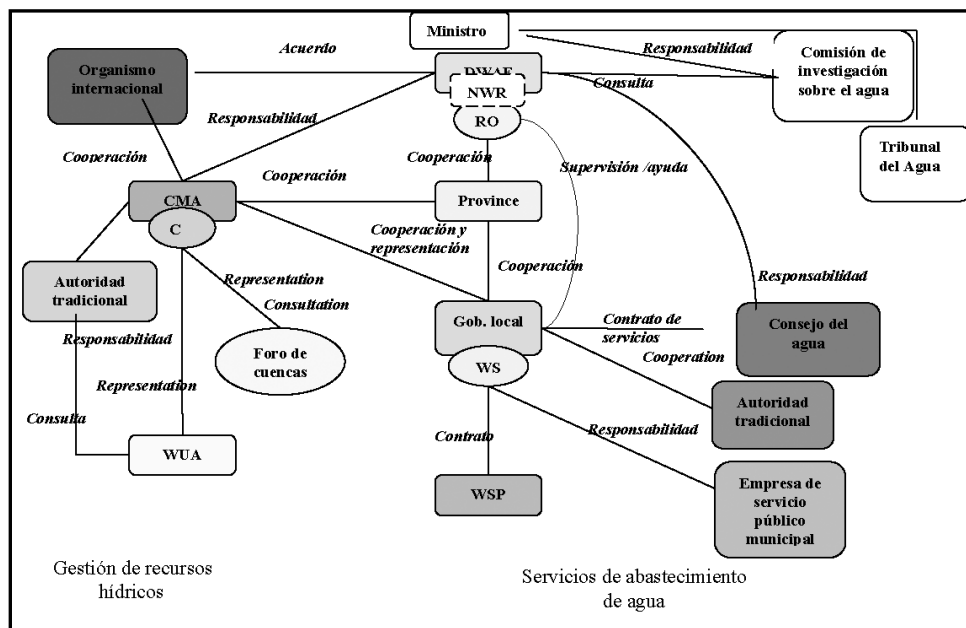 Ministro
Acuerdo
Responsabilidad
Comisión de
investigación
sobre el agua
Organismo
internacional
DWAF
Consulta
NWR
Responsabilidad
RO
Tribunal
del Agua
Cooperación
Cooperación
Cooperación
Supervisión /ayuda
CMA
Province
C
Cooperación y
representación
Autoridad
tradicional
Representation
Cooperación
Responsabilidad
Consultation
Gob. local
Contrato de
servicios
Consejo del
agua
Responsabilidad
Foro de
cuencas
WS
Cooperation
Representation
Autoridad
tradicional
Consulta
Contrato
Responsabilidad
WUA
WSP
Empresa de
servicio
público
municipal
Gestión de recursos
hídricos
Servicios de abastecimiento
de agua